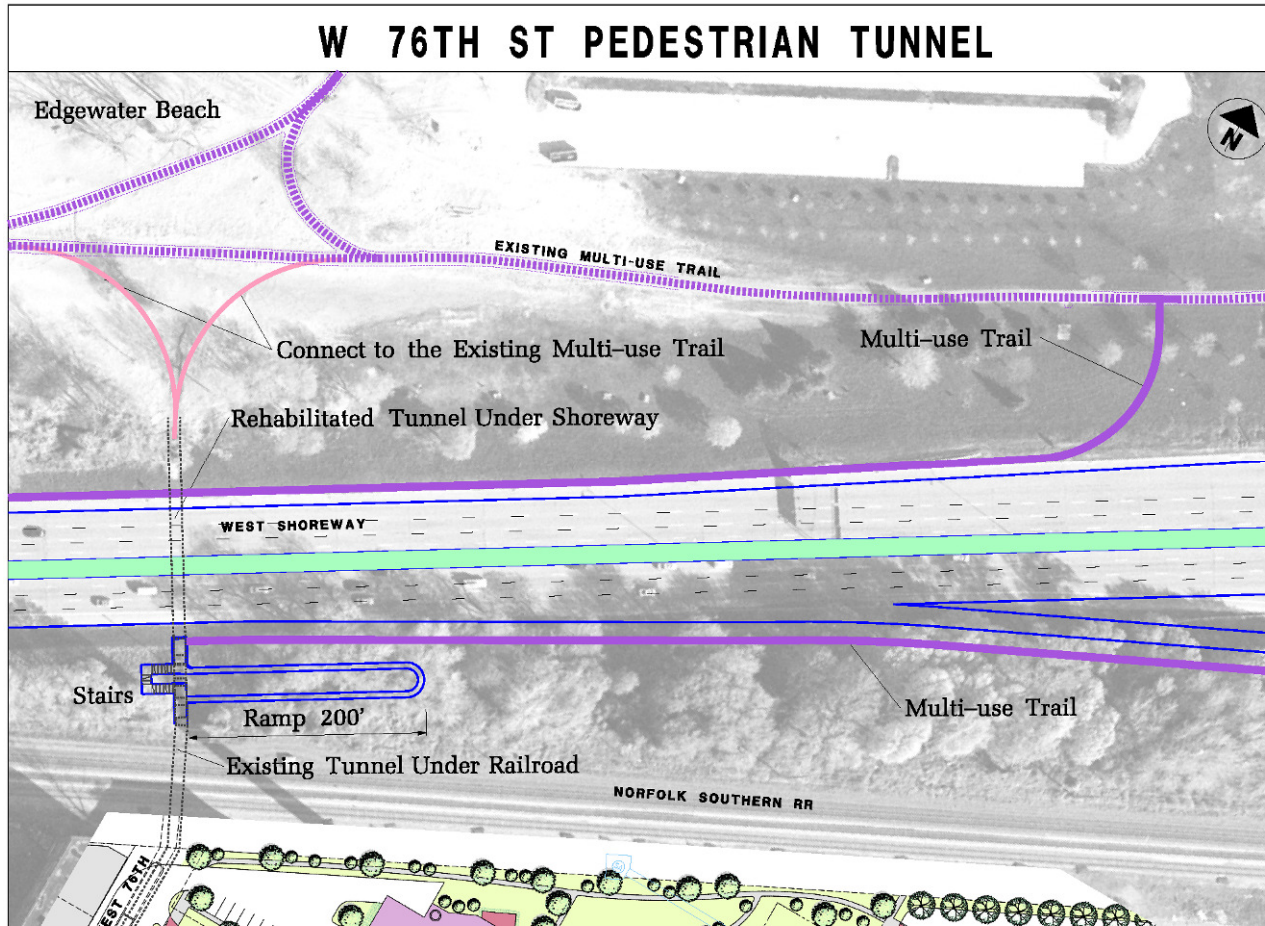 W 76TH ST PEDESTRIAN TUNNEL
Edgewater Beach
N
EXISTING MULTI-USE TRAIL
Multi-use Trail
Connect to the Existing Multi-use Trail
Rehabilitated Tunnel Under Shoreway
WEST SHOREWAY
Stairs
Ramp 200'
Multi-use Trail
Existing Tunnel Under Railroad
NORFOLK SOUTHERN RR
EST 76TH